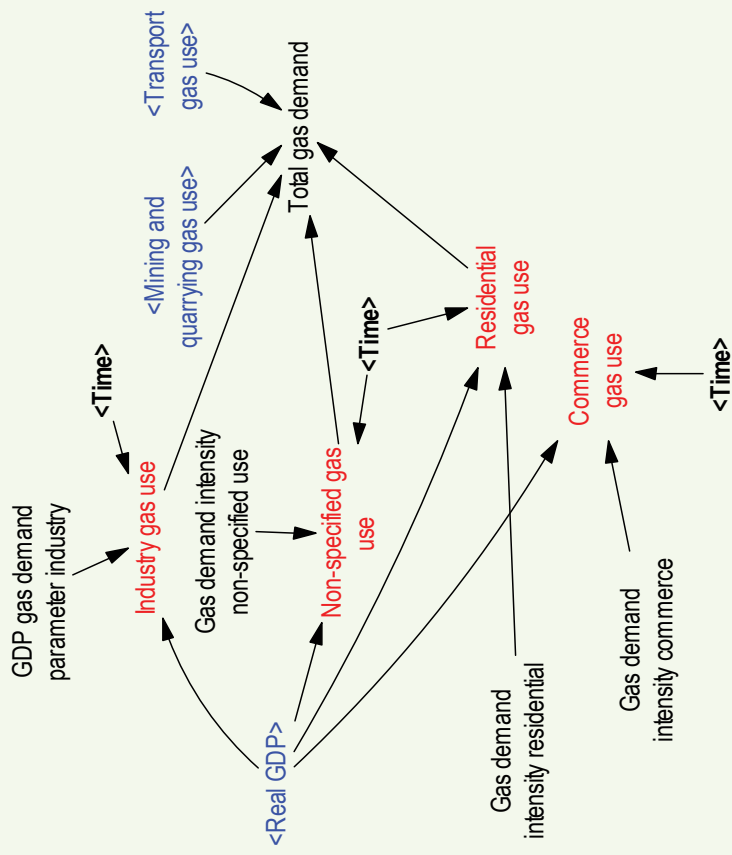 GDP gas demand
parameter industry
<Time>
<Mining and
quarrying gas use>
<Transport
gas use>
Industry gas use
Total gas demand
Gas demand intensity
non-specified use
<Real GDP>
Non-specified gas
use
<Time>
Residential
gas use
Gas demand
intensity residential
Commerce
gas use
Gas demand
intensity commerce
<Time>